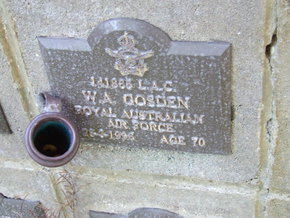 141865 L.A.C.
W.A. GOSDEN
ROYAL AUSTRALIAN
AIR FORCE
AGE 70